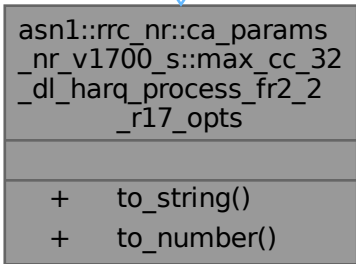 asn1::rrc_nr::ca_params
_nr_v1700_s::max_cc_32
_dl_harq_process_fr2_2
_r17_opts
+ to_string()
+ to_number()